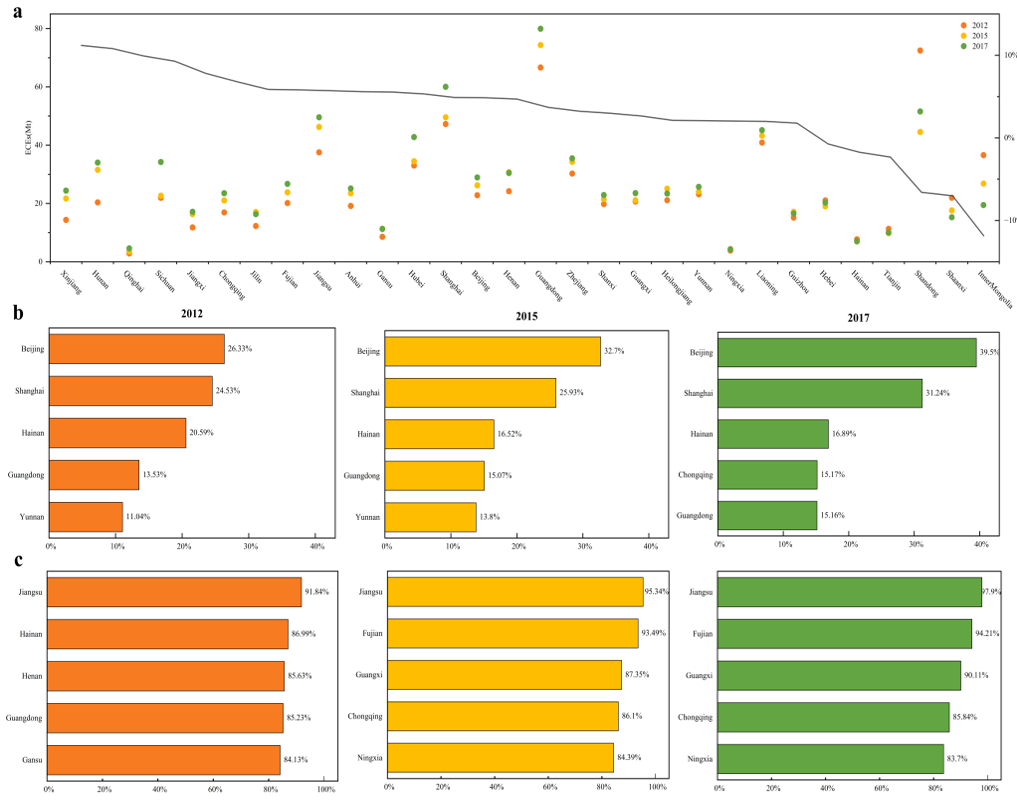 a
80
60
40
20
0
ECEs(Mt)
2012
2015
2017
10%
0%
−10%
Xinjiang
Hunan
Qinghai
Sichuan
Jiangxi
Chongqing
Jilin
Fujian
Jiangsu
Anhui
Gansu
Hubei
Shanghai
Beijing
Henan
Guangdong
Zhejiang
Shanxi
Guangxi
Heilongjiang
Yunnan
Ningxia
Liaoning
Guizhou
Hebei
Hainan
Tianjin
Shandong
Shaanxi
InnerMongolia
b
2012
Beijing 26.33%
Shanghai 24.53%
Hainan 20.59%
Guangdong 13.53%
Yunnan 11.04%
0% 10% 20% 30% 40%
2015
Beijing 32.7%
Shanghai 25.93%
Hainan 16.52%
Guangdong 15.07%
Yunnan 13.8%
0% 10% 20% 30% 40%
2017
Beijing 39.5%
Shanghai 31.24%
Hainan 16.89%
Chongqing 15.17%
Guangdong 15.16%
0% 10% 20% 30% 40%
c
Jiangsu 91.84%
Hainan 86.99%
Henan 85.63%
Guangdong 85.23%
Gansu 84.13%
0% 20% 40% 60% 80% 100%
Jiangsu 95.34%
Fujian 93.49%
Guangxi 87.35%
Chongqing 86.1%
Ningxia 84.39%
0% 20% 40% 60% 80% 100%
Jiangsu 97.9%
Fujian 94.21%
Guangxi 90.11%
Chongqing 85.84%
Ningxia 83.7%
0% 20% 40% 60% 80% 100%